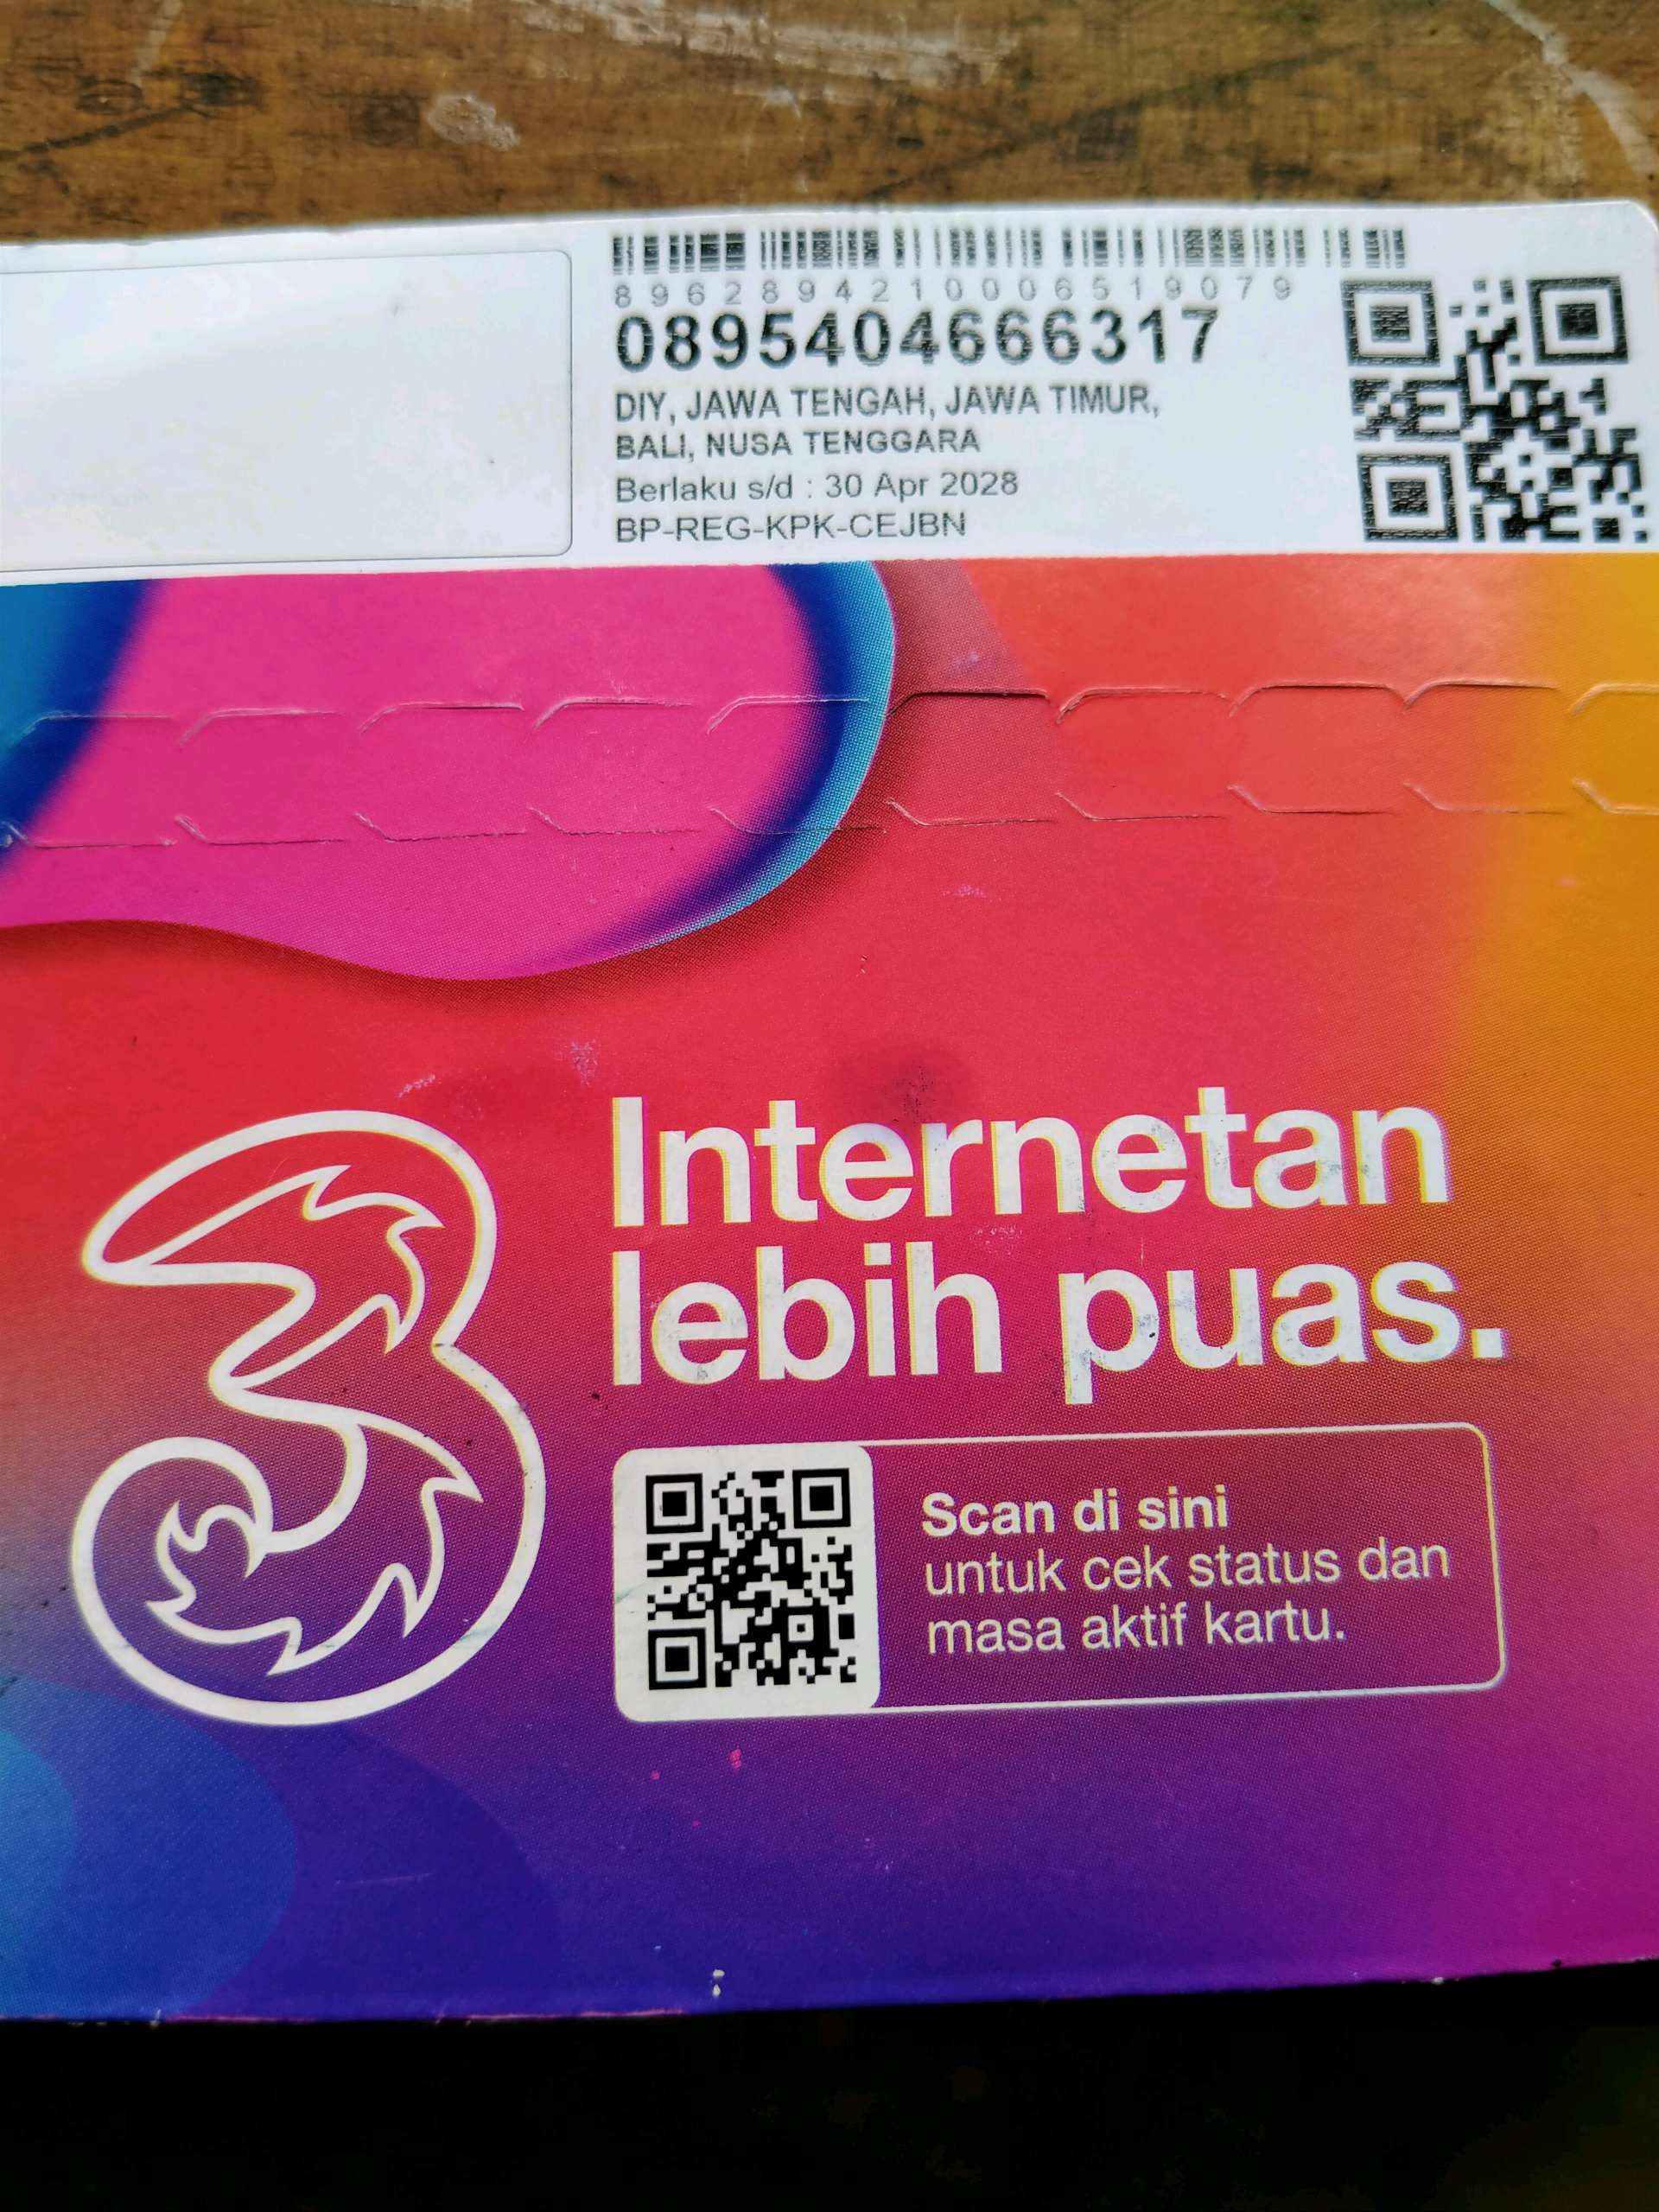 8962894210006519079
0895404666317
DIY, JAWA TENGAH, JAWA TIMUR,
BALI, NUSA TENGGARA
Berlaku s/d : 30 Apr 2028
BP-REG-KPK-CEJBN
3
Internetan
lebih puas.
Scan di sini
untuk cek status dan
masa aktif kartu.